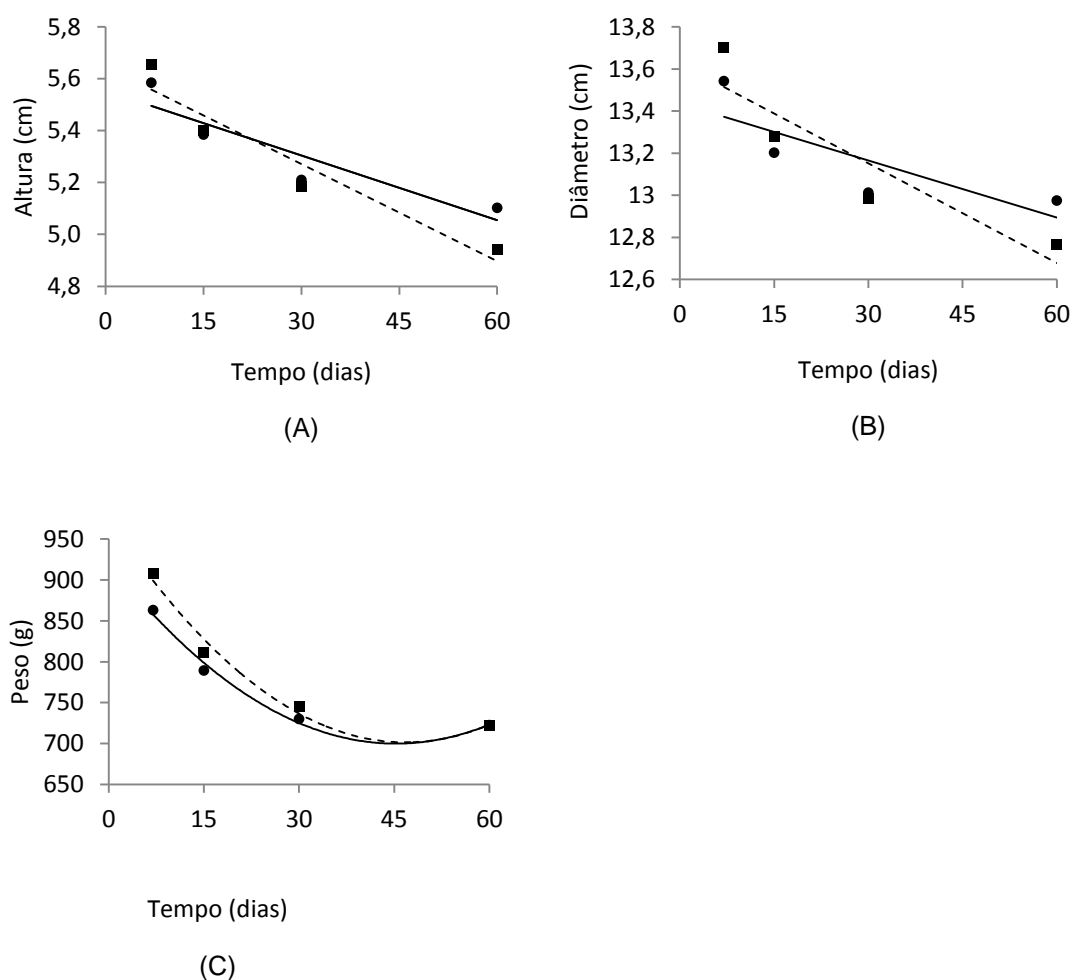 5,8
5,6
5,4
5,2
5,0
4,8
Altura (cm)
0 15 30 45 60
Tempo (dias)
(A)
13,8
13,6
13,4
13,2
13
12,8
12,6
Diâmetro (cm)
0 15 30 45 60
Tempo (dias)
(B)
950
900
850
800
750
700
650
Peso (g)
0 15 30 45 60
Tempo (dias)
(C)